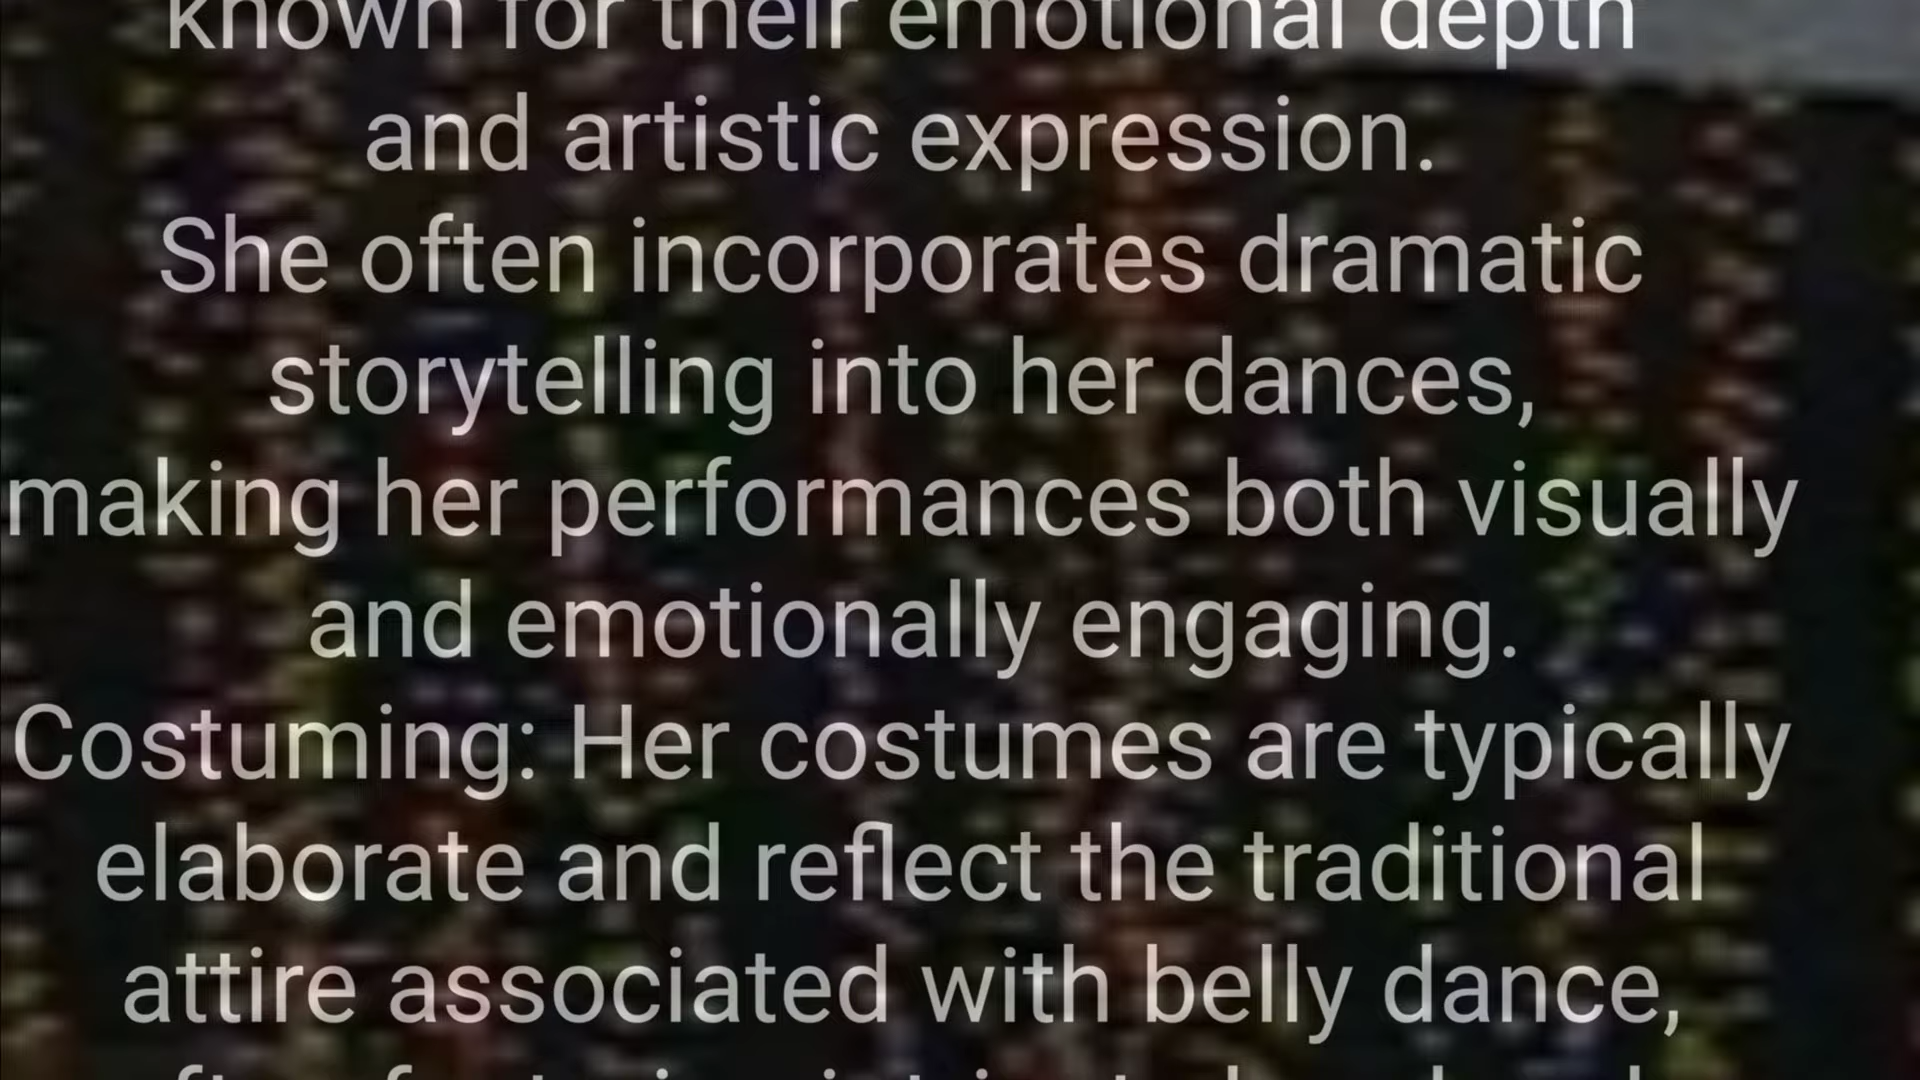 known for their emotional depth
and artistic expression.
She often incorporates dramatic
storytelling into her dances,
making her performances both visually
and emotionally engaging.
Costuming: Her costumes are typically
elaborate and reflect the traditional
attire associated with belly dance,